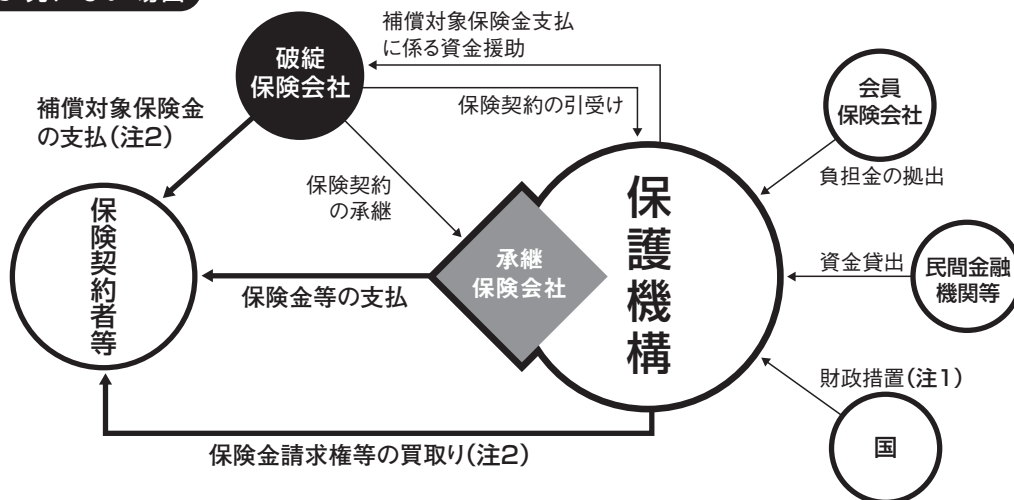 破綻
保険会社
補償対象保険金支払
に係る資金援助
保険契約の引受け
会員
保険会社
補償対象保険金
の支払(注2)
負担金の拠出
保険契約
の承継
保護機構
保険契約者等
承継
保険会社
保険金等の支払
資金貸出
民間金融
機関等
財政措置(注1)
国
保険金請求権等の買取り(注2)